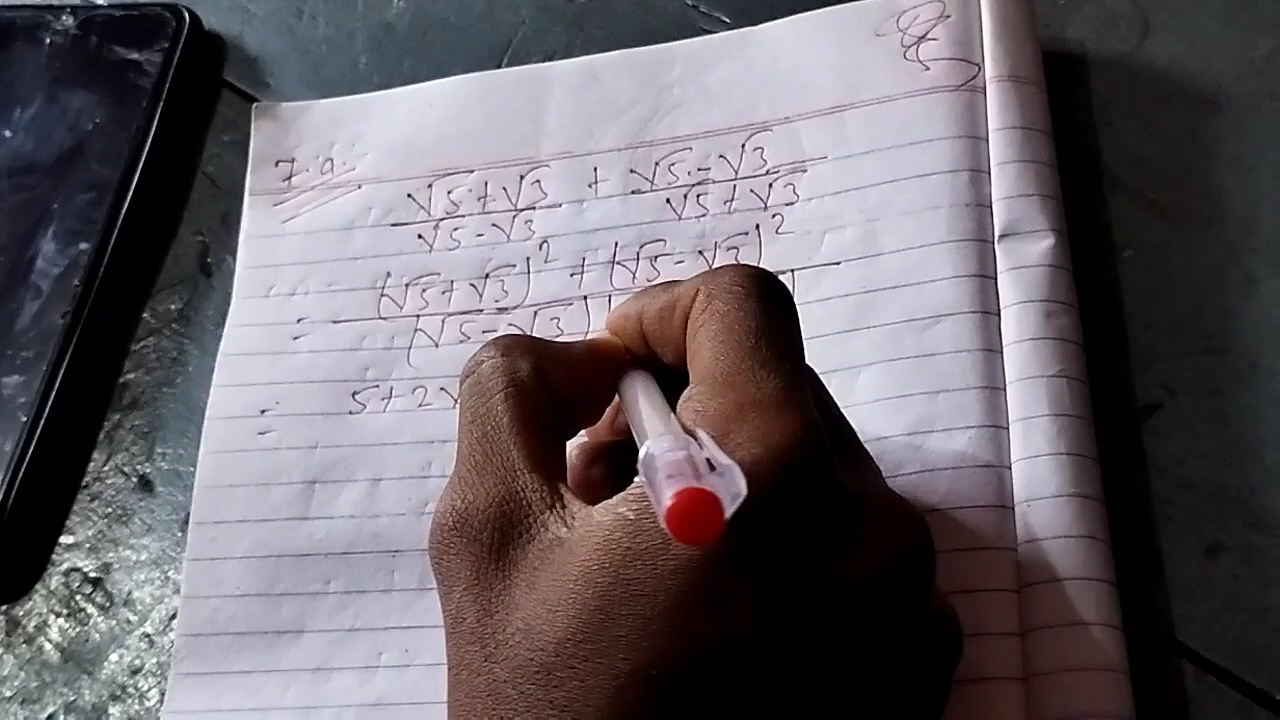 7.a.
√5+√3 + √5-√3
√5-√3 √5+√3
= (√5+√3)² + (√5-√3)²
(√5-√3)
= 5+2√